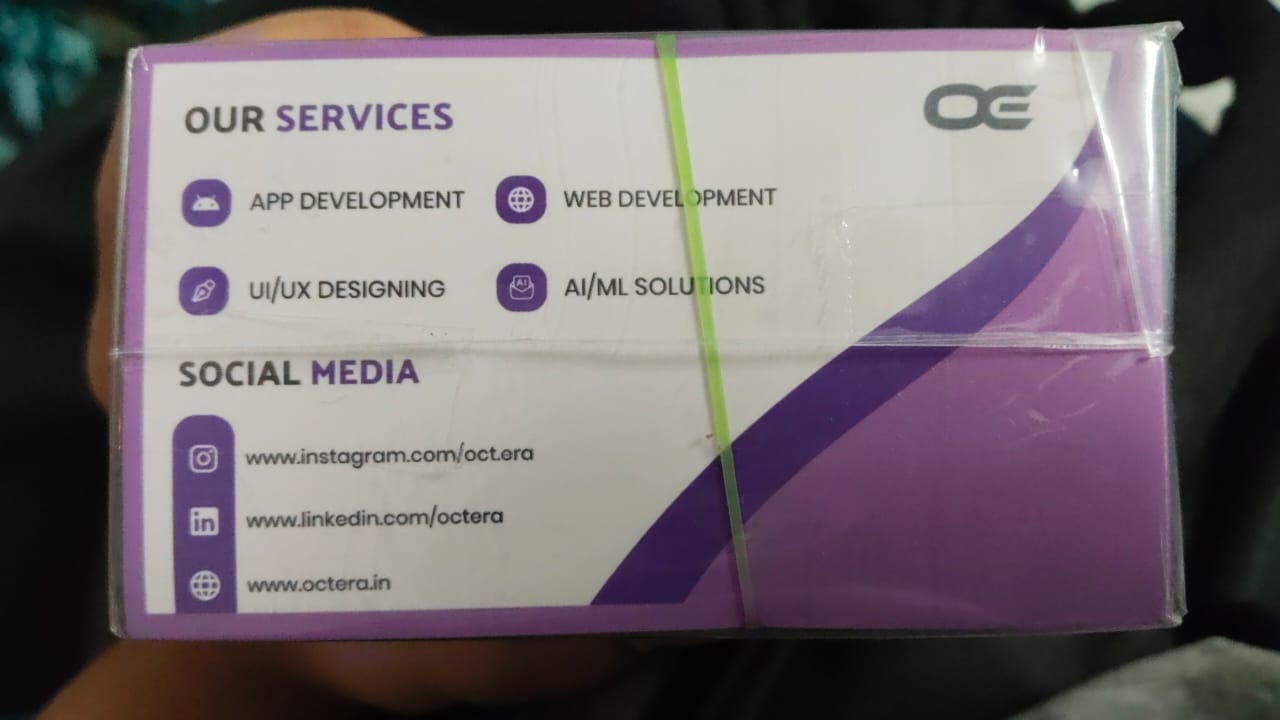 OUR SERVICES
OE
APP DEVELOPMENT
WEB DEVELOPMENT
UI/UX DESIGNING
AI
AI/ML SOLUTIONS
SOCIAL MEDIA
www.instagram.com/oct.era
in
www.linkedin.com/octera
www.octera.in